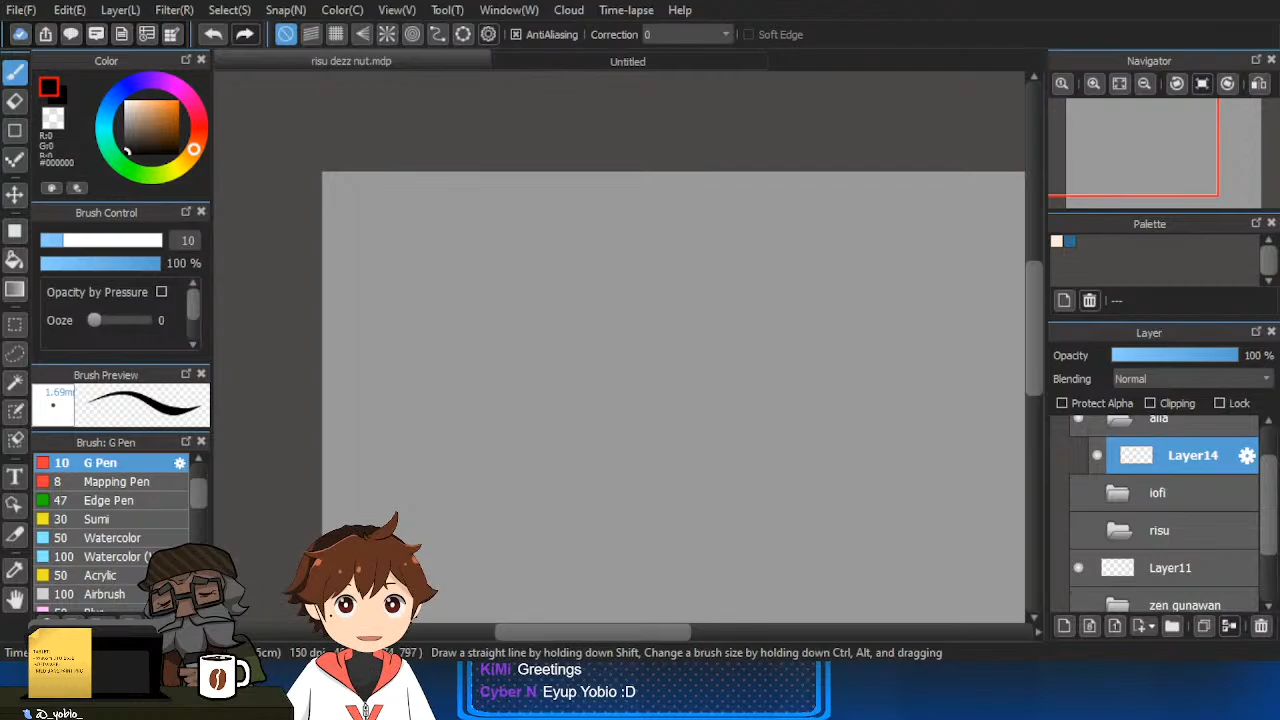 File(F) Edit(E) Layer(L) Filter(R) Select(S) Snap(N) Color(C) View(V) Tool(T) Window(W) Cloud Time-lapse Help
AntiAliasing Correction 0 Soft Edge
Color
risu dezz nut.mdp
Untitled
Navigator
R:0
G:0
B:0
#000000
Brush Control
10
100 %
Opacity by Pressure
Ooze 0
Brush Preview
Brush: G Pen
10 G Pen
8 Mapping Pen
47 Edge Pen
30 Sumi
50 Watercolor
100 Watercolor (
50 Acrylic
100 Airbrush
50 Blur
Palette
---
Layer
Opacity 100 %
Blending Normal
Protect Alpha Clipping Lock
Layer14
iofi
risu
Layer11
zen gunawan
150 dpi
Draw a straight line by holding down Shift, Change a brush size by holding down Ctrl, Alt, and dragging
KiMi Greetings
Cyber N Eyup Yobio :D